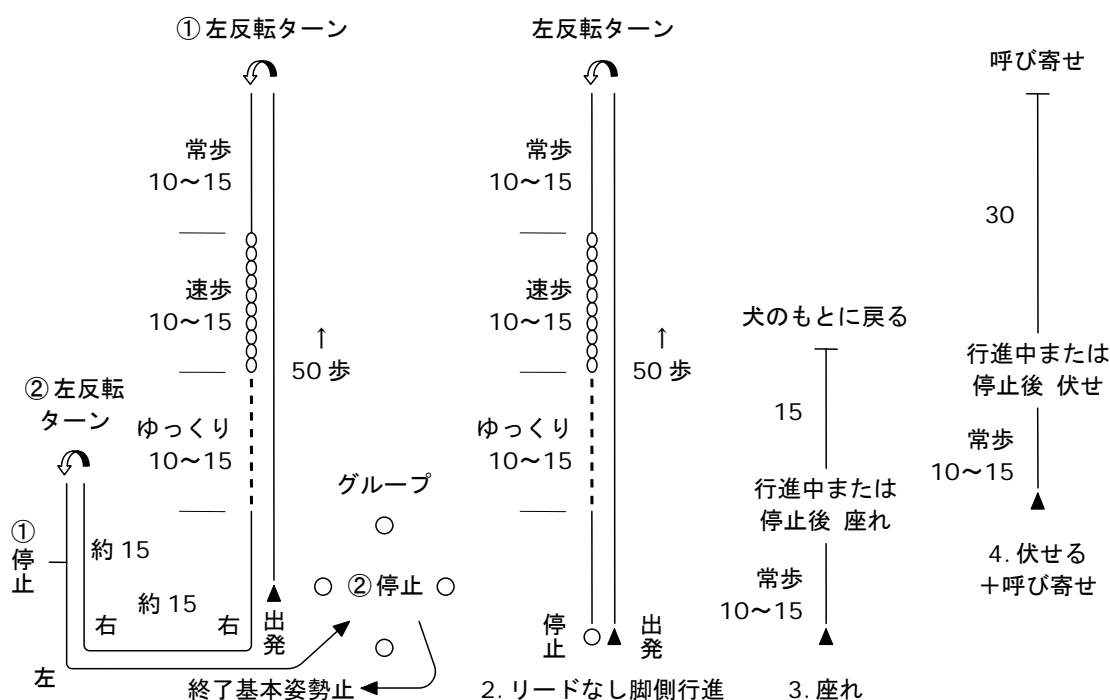 ① 左反転ターン
常歩
10～15
速歩
10～15
↑
50 歩
② 左反転
ターン
ゆっくり
10～15
グループ
①
停止
約 15
約 15
右
右
左
出発
② 停止
終了基本姿勢止
左反転ターン
常歩
10～15
速歩
10～15
↑
50 歩
ゆっくり
10～15
停止
出発
2. リードなし脚側行進
犬のもとに戻る
15
行進中または
停止後 座れ
常歩
10～15
3. 座れ
呼び寄せ
30
行進中または
停止後 伏せ
常歩
10～15
4. 伏せる
＋呼び寄せ